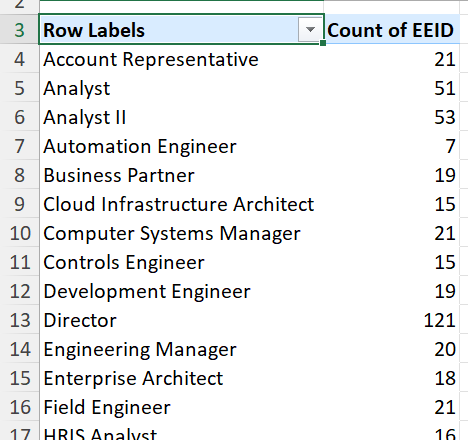 2
3 Row Labels Count of EEID
4 Account Representative 21
5 Analyst 51
6 Analyst II 53
7 Automation Engineer 7
8 Business Partner 19
9 Cloud Infrastructure Architect 15
10 Computer Systems Manager 21
11 Controls Engineer 15
12 Development Engineer 19
13 Director 121
14 Engineering Manager 20
15 Enterprise Architect 18
16 Field Engineer 21
17 HRIS Analyst 16